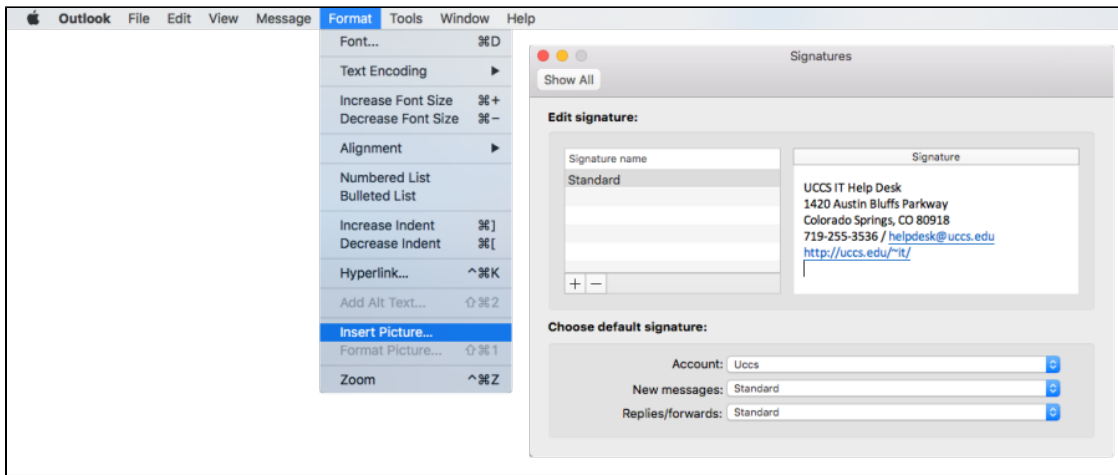 Outlook File Edit View Message Format Tools Window Help
Font... ⌘D
Text Encoding ▶
Increase Font Size ⌘+
Decrease Font Size ⌘−
Alignment ▶
Numbered List
Bulleted List
Increase Indent ⌘]
Decrease Indent ⌘[
Hyperlink... ^⌘K
Add Alt Text... ⇧⌘2
Insert Picture...
Format Picture... ⇧⌘1
Zoom ^⌘Z
Signatures
Show All
Edit signature:
Signature name
Standard
+ −
Signature
UCCS IT Help Desk
1420 Austin Bluffs Parkway
Colorado Springs, CO 80918
719-255-3536 / helpdesk@uccs.edu
http://uccs.edu/~it/
Choose default signature:
Account: Uccs
New messages: Standard
Replies/forwards: Standard